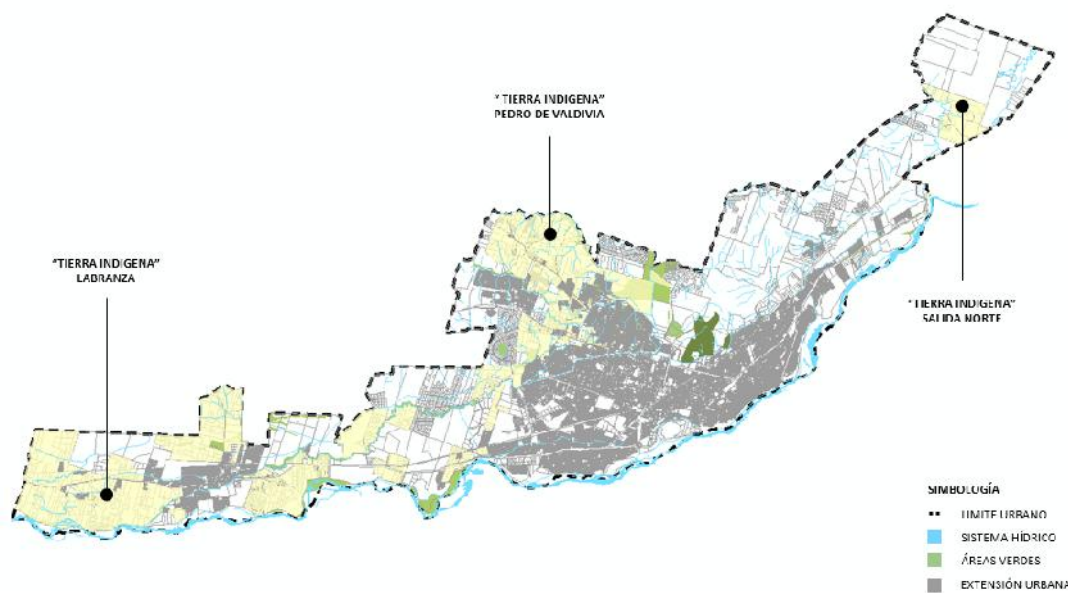 " TIERRA INDIGENA"
PEDRO DE VALDIVIA
"TIERRA INDIGENA"
LABRANZA
"TIERRA INDIGENA"
SALIDA NORTE
SIMBOLOGÍA
LIMITE URBANO
SISTEMA HÍDRICO
ÁREAS VERDES
EXTENSIÓN URBANA